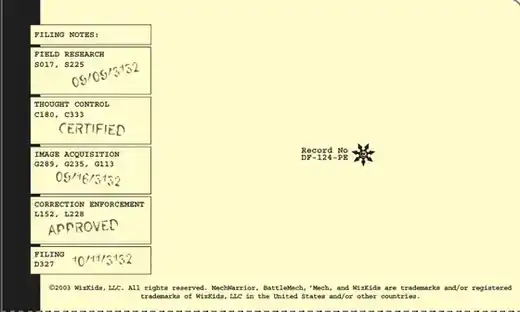 FILING NOTES:
FIELD RESEARCH
S017, S225
09/09/3132
THOUGHT CONTROL
C180, C333
CERTIFIED
IMAGE ACQUISITION
G289, G235, G113
09/16/3132
CORRECTION ENFORCEMENT
L152, L228
APPROVED
FILING
D327
10/11/3132
Record No
DF-124-PE
©2003 WizKids, LLC. All rights reserved. MechWarrior, BattleMech, 'Mech, and WizKids are trademarks and/or registered
trademarks of WizKids, LLC in the United States and/or other countries.